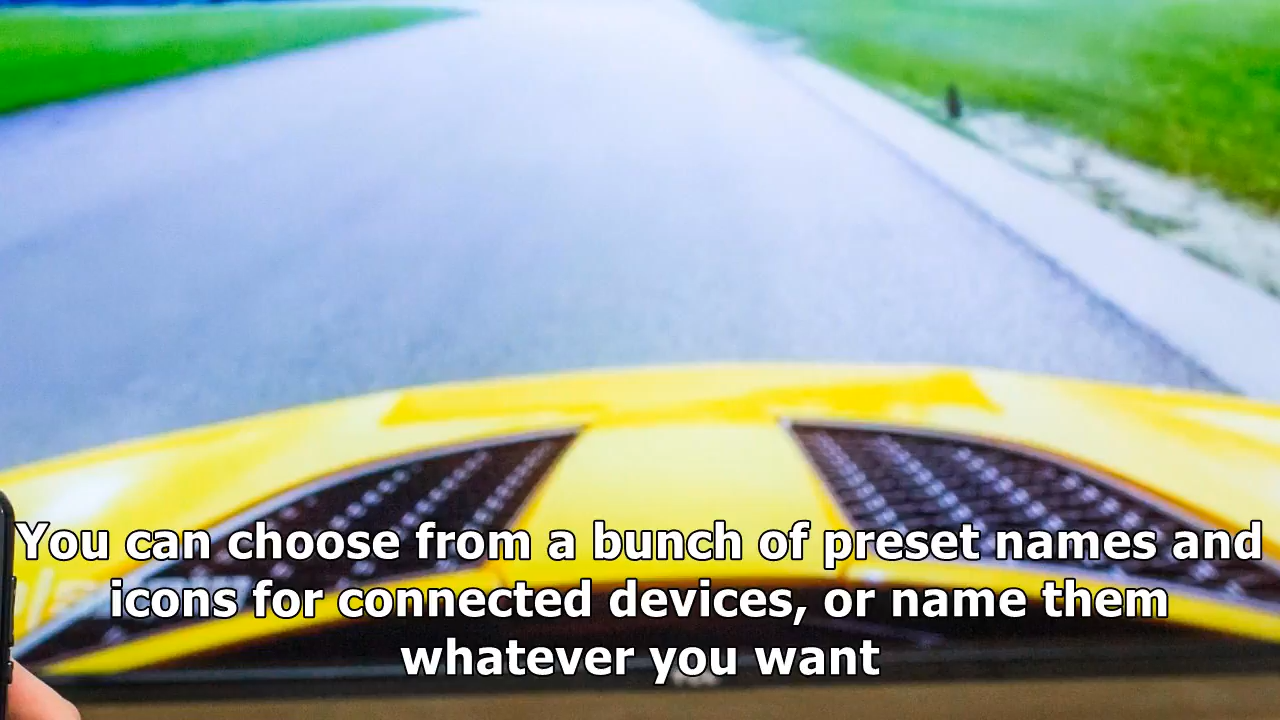 You can choose from a bunch of preset names and
icons for connected devices, or name them
whatever you want